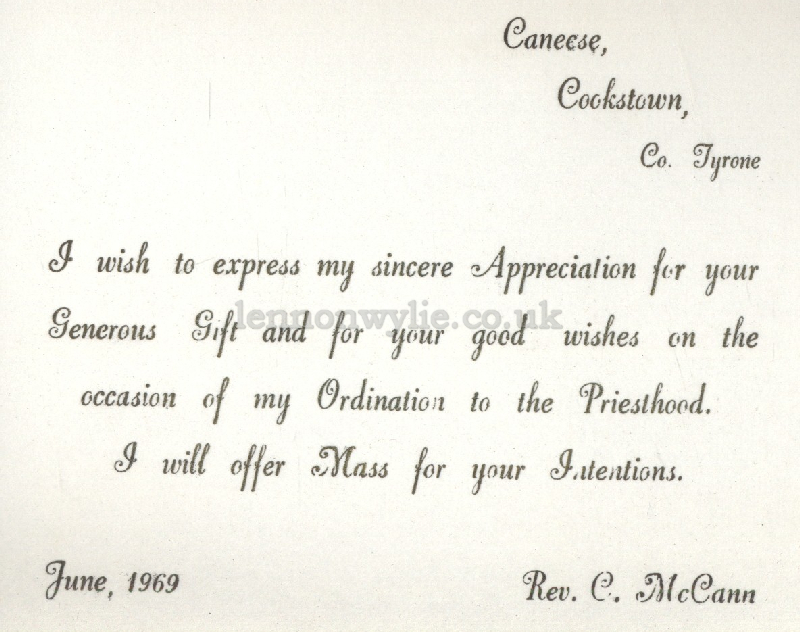 Caneese,
Cookstown,
Co. Tyrone
I wish to express my sincere Appreciation for your
Generous Gift and for your good wishes on the
lennonwylie.co.uk
occasion of my Ordination to the Priesthood.
I will offer Mass for your Intentions.
June, 1969
Rev. C. McCann